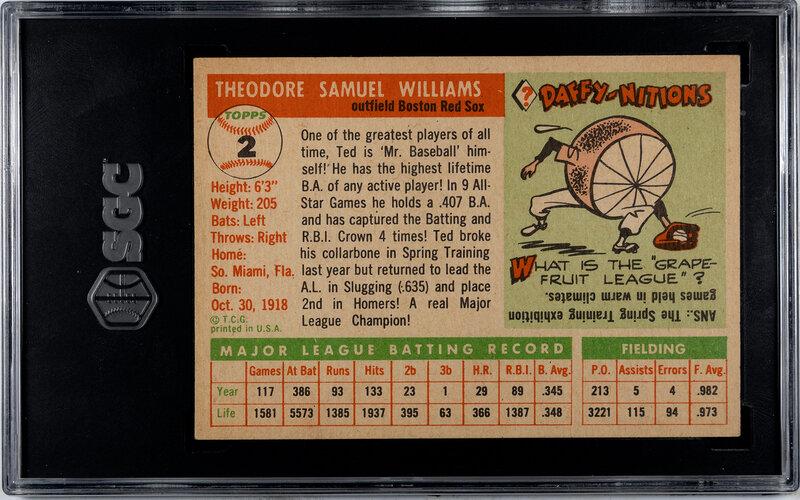 SGC
THEODORE SAMUEL WILLIAMS
outfield Boston Red Sox
TOPPS
2
Height: 6'3"
Weight: 205
Bats: Left
Throws: Right
Home:
So. Miami, Fla.
Born:
Oct. 30, 1918
© T.C.G.
printed in U.S.A.
One of the greatest players of all
time, Ted is 'Mr. Baseball' him-
self!' He has the highest lifetime
B.A. of any active player! In 9 All-
Star Games he holds a .407 B.A.
and has captured the Batting and
R.B.I. Crown 4 times! Ted broke
his collarbone in Spring Training
last year but returned to lead the
A.L. in Slugging (.635) and place
2nd in Homers! A real Major
League Champion!
? DAFFY-NITIONS
WHAT IS THE "GRAPE-
FRUIT LEAGUE"?
ANS.: The Spring Training exhibition
games held in warm climates.
MAJOR LEAGUE BATTING RECORD FIELDING
Games At Bat Runs Hits 2b 3b H.R. R.B.I. B. Avg. P.O. Assists Errors F. Avg.
Year 117 386 93 133 23 1 29 89 .345 213 5 4 .982
Life 1581 5573 1385 1937 395 63 366 1387 .348 3221 115 94 .973